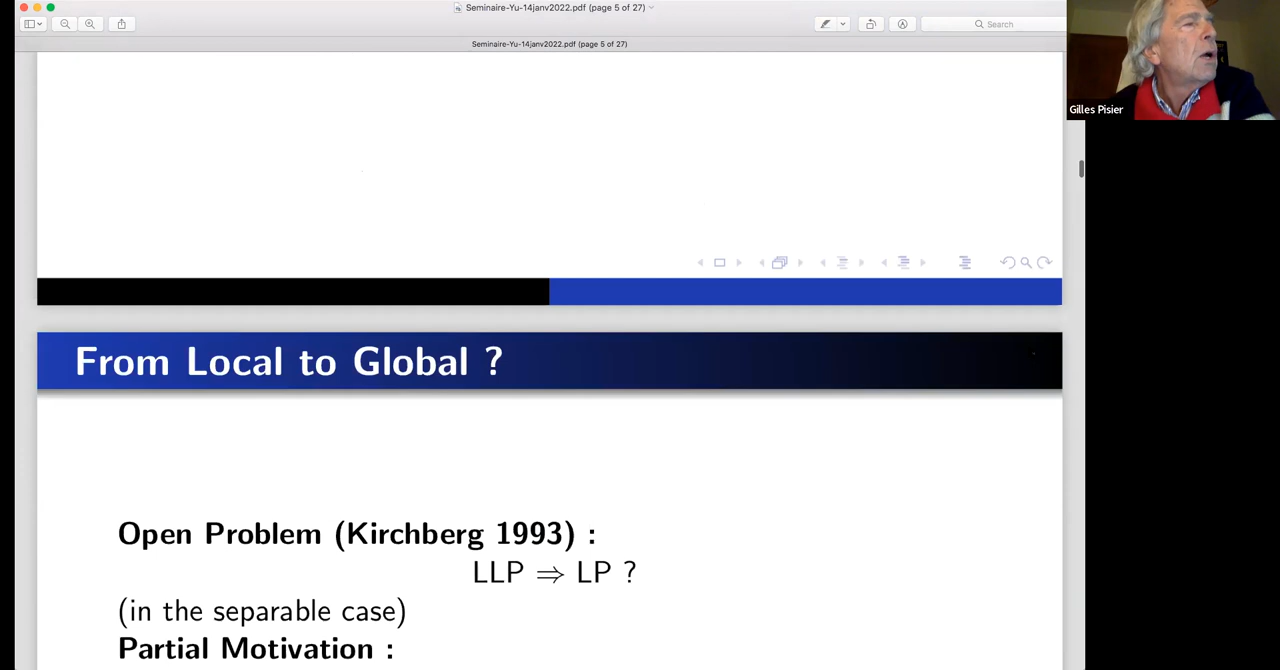 Seminaire-Yu-14janv2022.pdf (page 5 of 27)
Search
Seminaire-Yu-14janv2022.pdf (page 5 of 27)
Gilles Pisier
From Local to Global ?
Open Problem (Kirchberg 1993) :
LLP ⇒ LP ?
(in the separable case)
Partial Motivation :